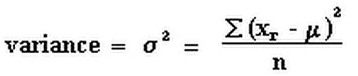 variance = σ² = Σ(xᵣ - μ)² / n